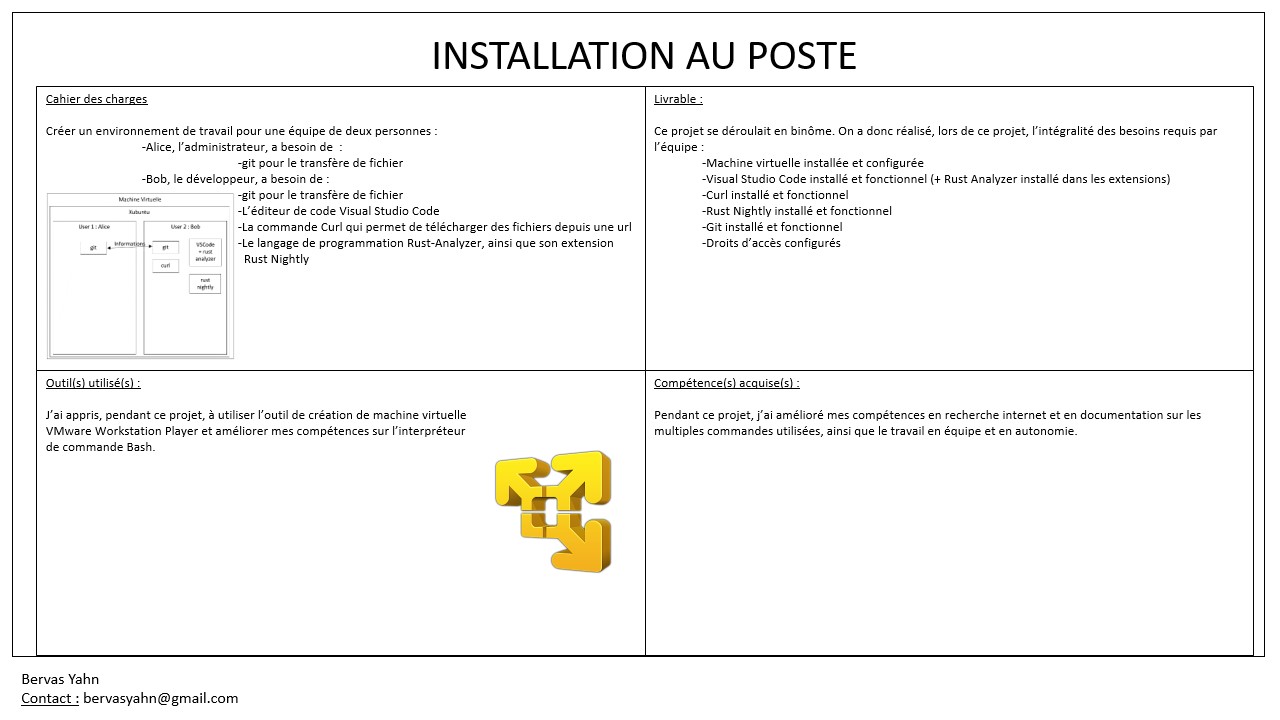 INSTALLATION AU POSTE
Cahier des charges
Créer un environnement de travail pour une équipe de deux personnes :
-Alice, l’administrateur, a besoin de  :
-git pour le transfère de fichier
-Bob, le développeur, a besoin de :
-git pour le transfère de fichier
-L’éditeur de code Visual Studio Code
-La commande Curl qui permet de télécharger des fichiers depuis une url
-Le langage de programmation Rust-Analyzer, ainsi que son extension
Rust Nightly
Machine Virtuelle
Xubuntu
User 1 : Alice
User 2 : Bob
git
Informations
git
VSCode
+ rust
analyzer
curl
rust
nightly
Livrable :
Ce projet se déroulait en binôme. On a donc réalisé, lors de ce projet, l’intégralité des besoins requis par
l’équipe :
-Machine virtuelle installée et configurée
-Visual Studio Code installé et fonctionnel (+ Rust Analyzer installé dans les extensions)
-Curl installé et fonctionnel
-Rust Nightly installé et fonctionnel
-Git installé et fonctionnel
-Droits d’accès configurés
Outil(s) utilisé(s) :
J’ai appris, pendant ce projet, à utiliser l’outil de création de machine virtuelle
VMware Workstation Player et améliorer mes compétences sur l’interpréteur
de commande Bash.
Compétence(s) acquise(s) :
Pendant ce projet, j’ai amélioré mes compétences en recherche internet et en documentation sur les
multiples commandes utilisées, ainsi que le travail en équipe et en autonomie.
Bervas Yahn
Contact : bervasyahn@gmail.com